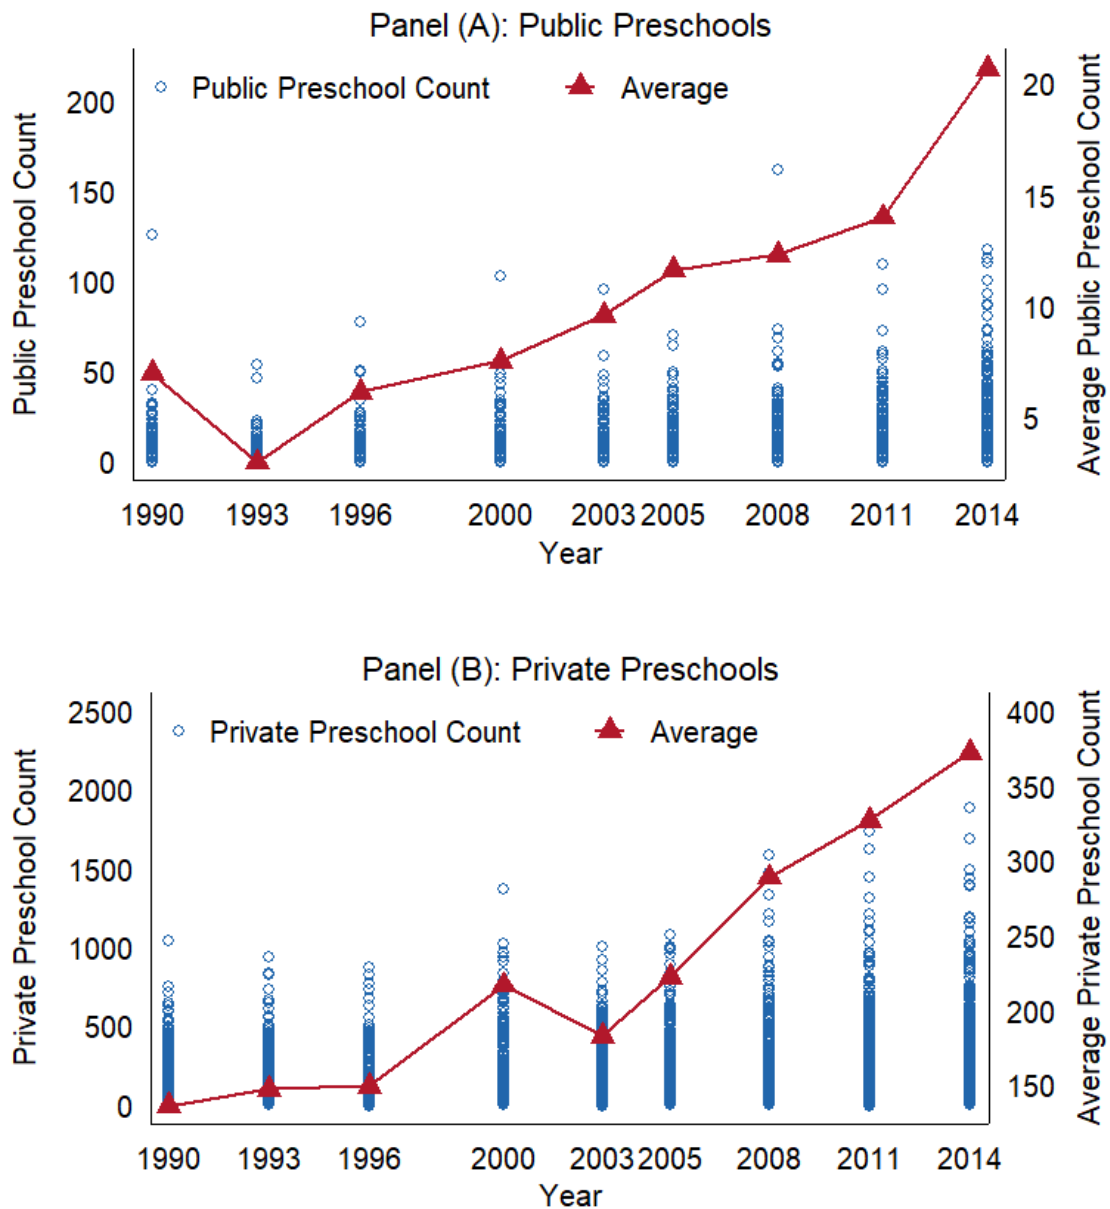 Panel (A): Public Preschools
Public Preschool Count Average
200
150
100
50
0
Public Preschool Count
20
15
10
5
Average Public Preschool Count
1990 1993 1996 2000 2003 2005 2008 2011 2014
Year
Panel (B): Private Preschools
Private Preschool Count Average
2500
2000
1500
1000
500
0
Private Preschool Count
400
350
300
250
200
150
Average Private Preschool Count
1990 1993 1996 2000 2003 2005 2008 2011 2014
Year